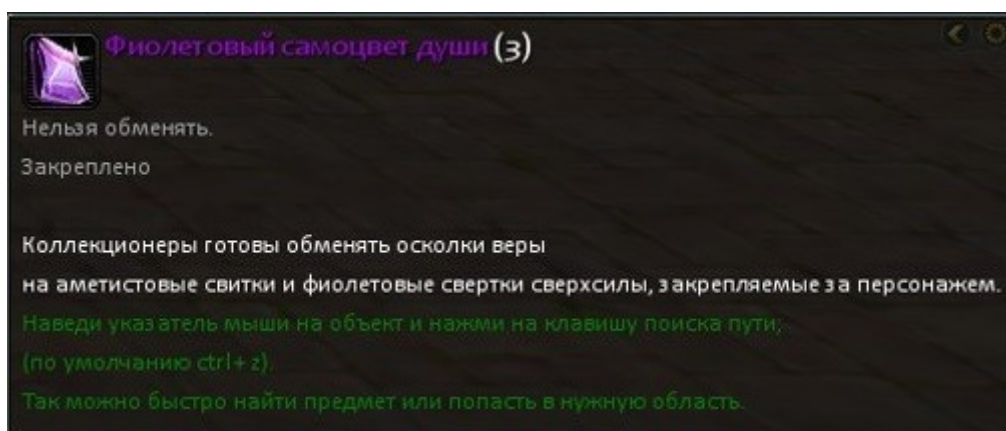 Фиолетовый самоцвет души (3)
Нельзя обменять.
Закреплено
Коллекционеры готовы обменять осколки веры
на аметистовые свитки и фиолетовые свертки сверхсилы, закрепляемые за персонажем.
Наведи указатель мыши на объект и нажми на клавишу поиска пути;
(по умолчанию ctrl+ z).
Так можно быстро найти предмет или попасть в нужную область.